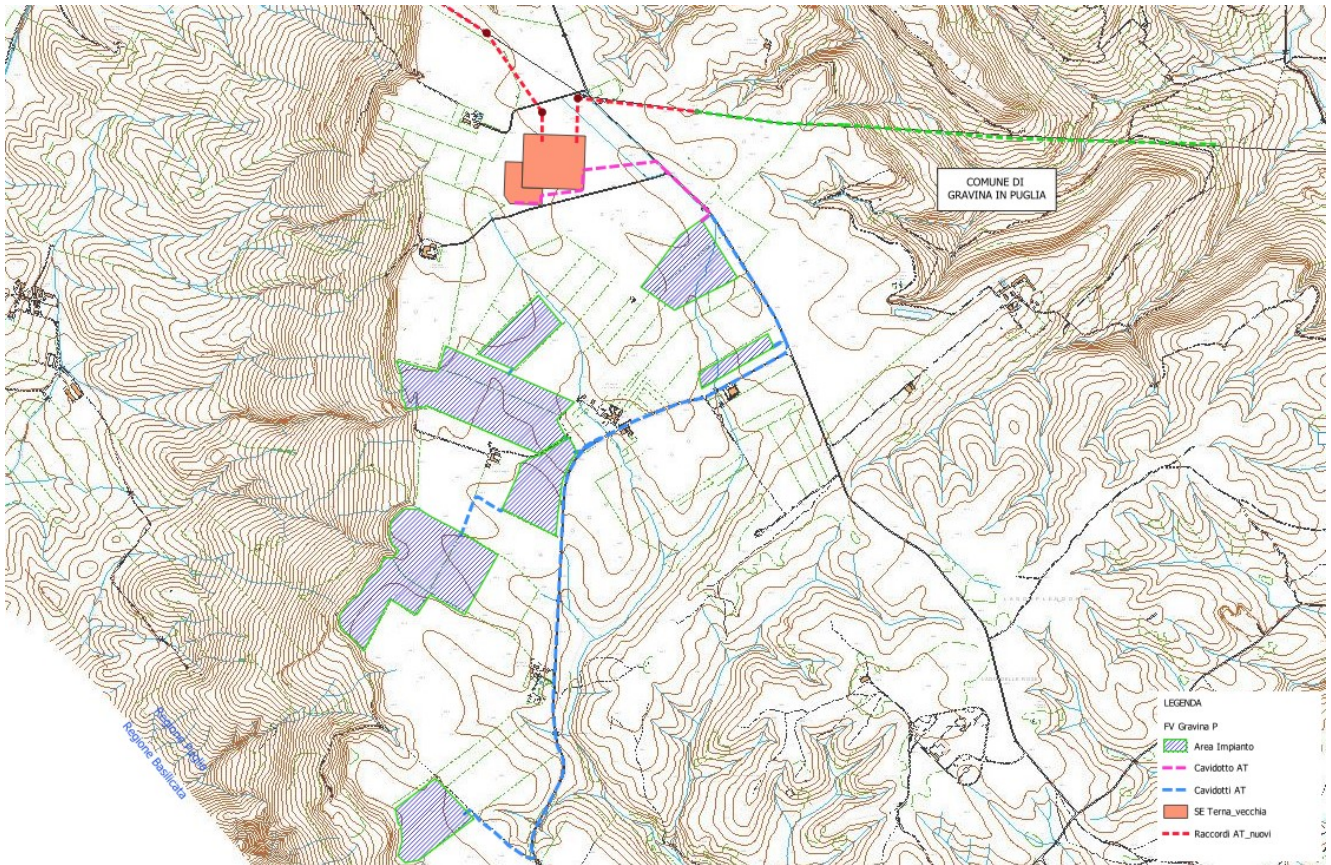 COMUNE DI
GRAVINA IN PUGLIA
Regione Puglia
Regione Basilicata
LEGENDA
FV Gravina P
Area Impianto
Cavidotto AT
Cavidotti AT
SE Terna_vecchia
Raccordi AT_nuovi